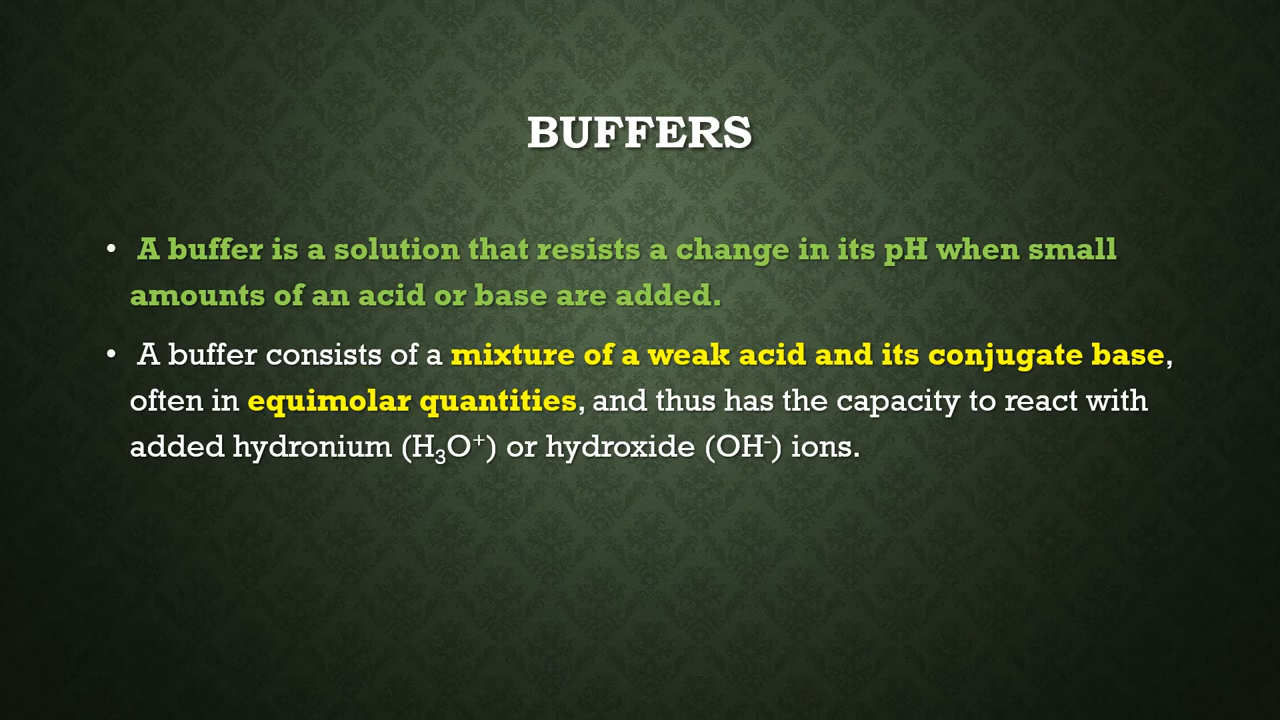 BUFFERS
• A buffer is a solution that resists a change in its pH when small
amounts of an acid or base are added.
• A buffer consists of a mixture of a weak acid and its conjugate base,
often in equimolar quantities, and thus has the capacity to react with
added hydronium (H₃O⁺) or hydroxide (OH⁻) ions.